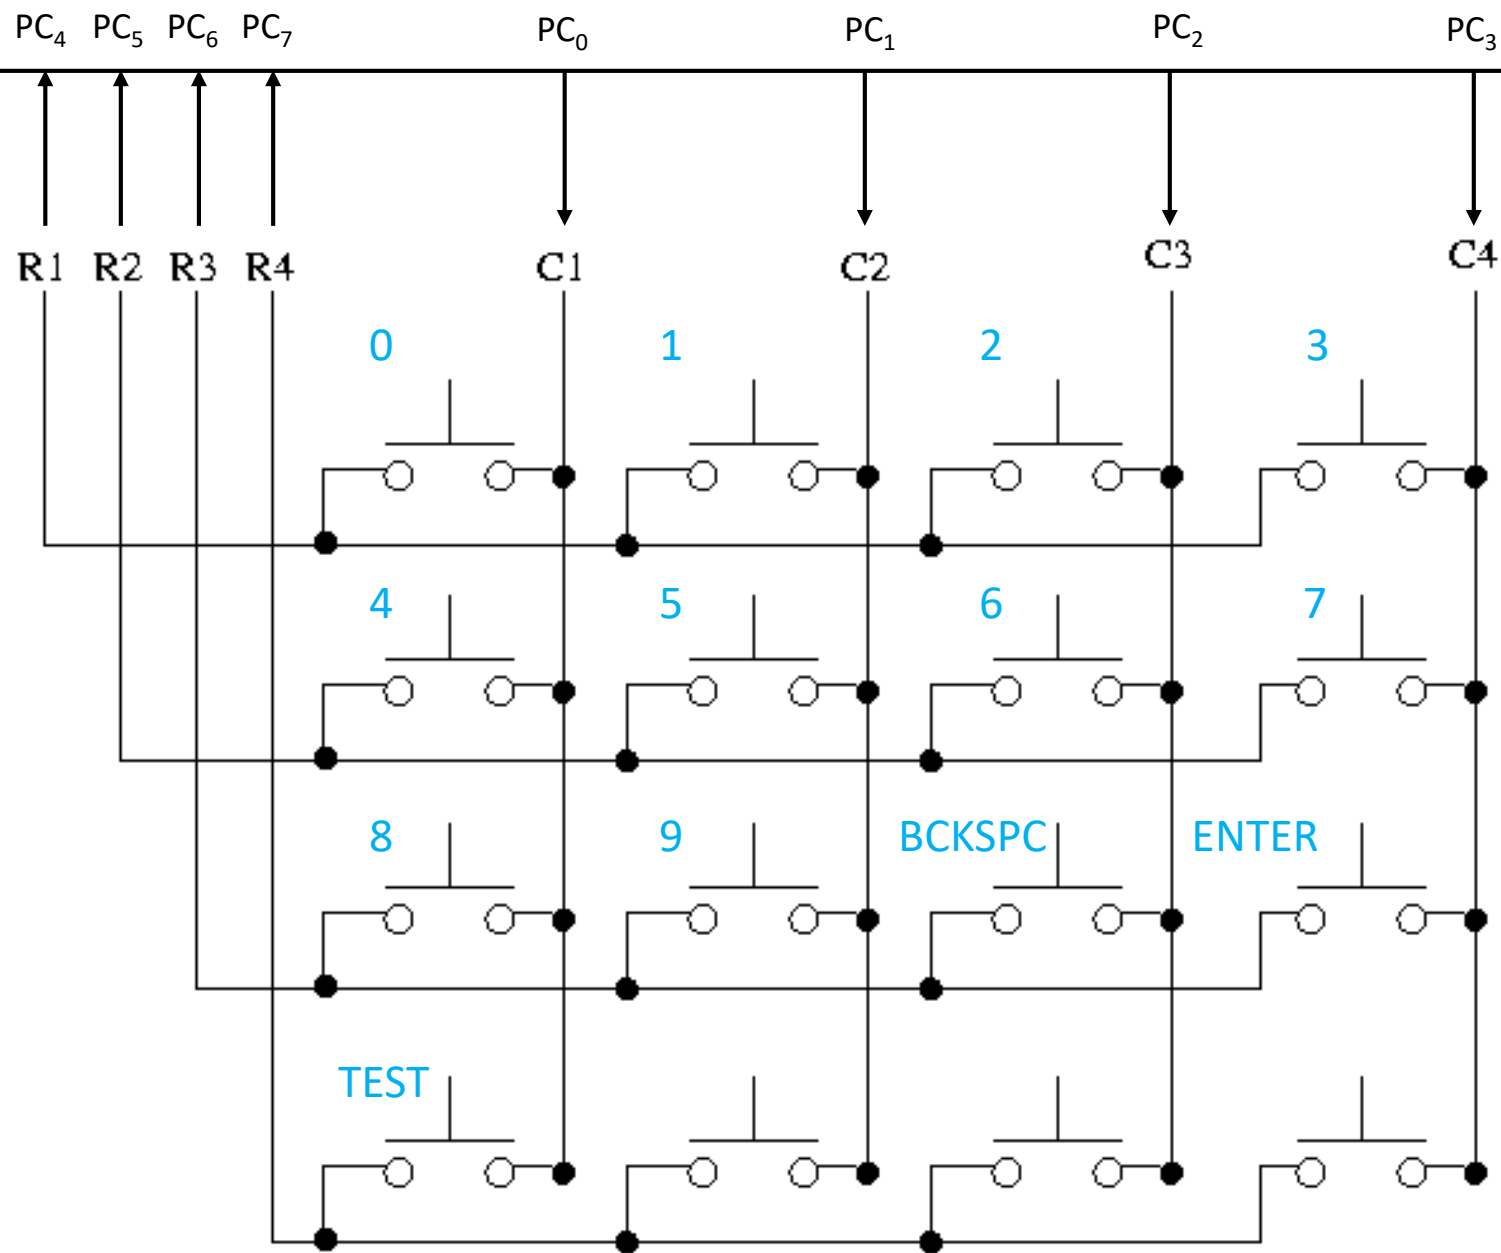 PC4 PC5 PC6 PC7 PC0 PC1 PC2 PC3
R1 R2 R3 R4 C1 C2 C3 C4
0 1 2 3
4 5 6 7
8 9 BCKSPC ENTER
TEST